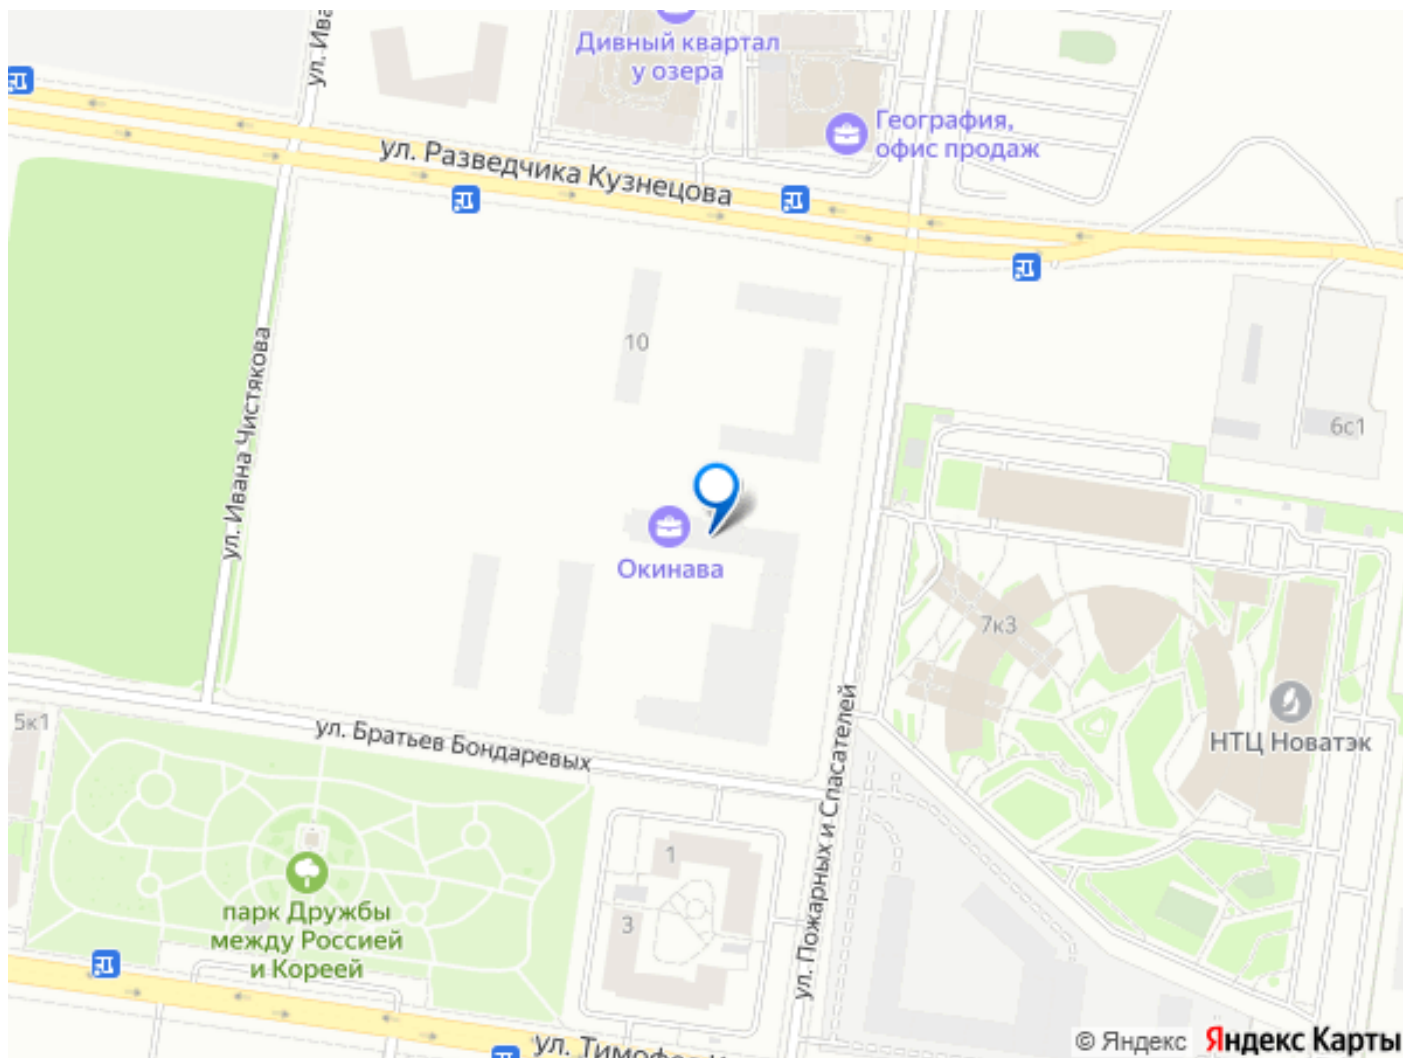 ул. Ива
Дивный квартал
у озера
География,
офис продаж
ул. Разведчика Кузнецова
10
6с1
ул. Ивана Чистякова
Окинава
7к3
НТЦ Новатэк
5к1
ул. Братьев Бондаревых
ул. Пожарных и Спасателей
1
3
парк Дружбы
между Россией
и Кореей
ул.
© Яндекс
Яндекс Карты